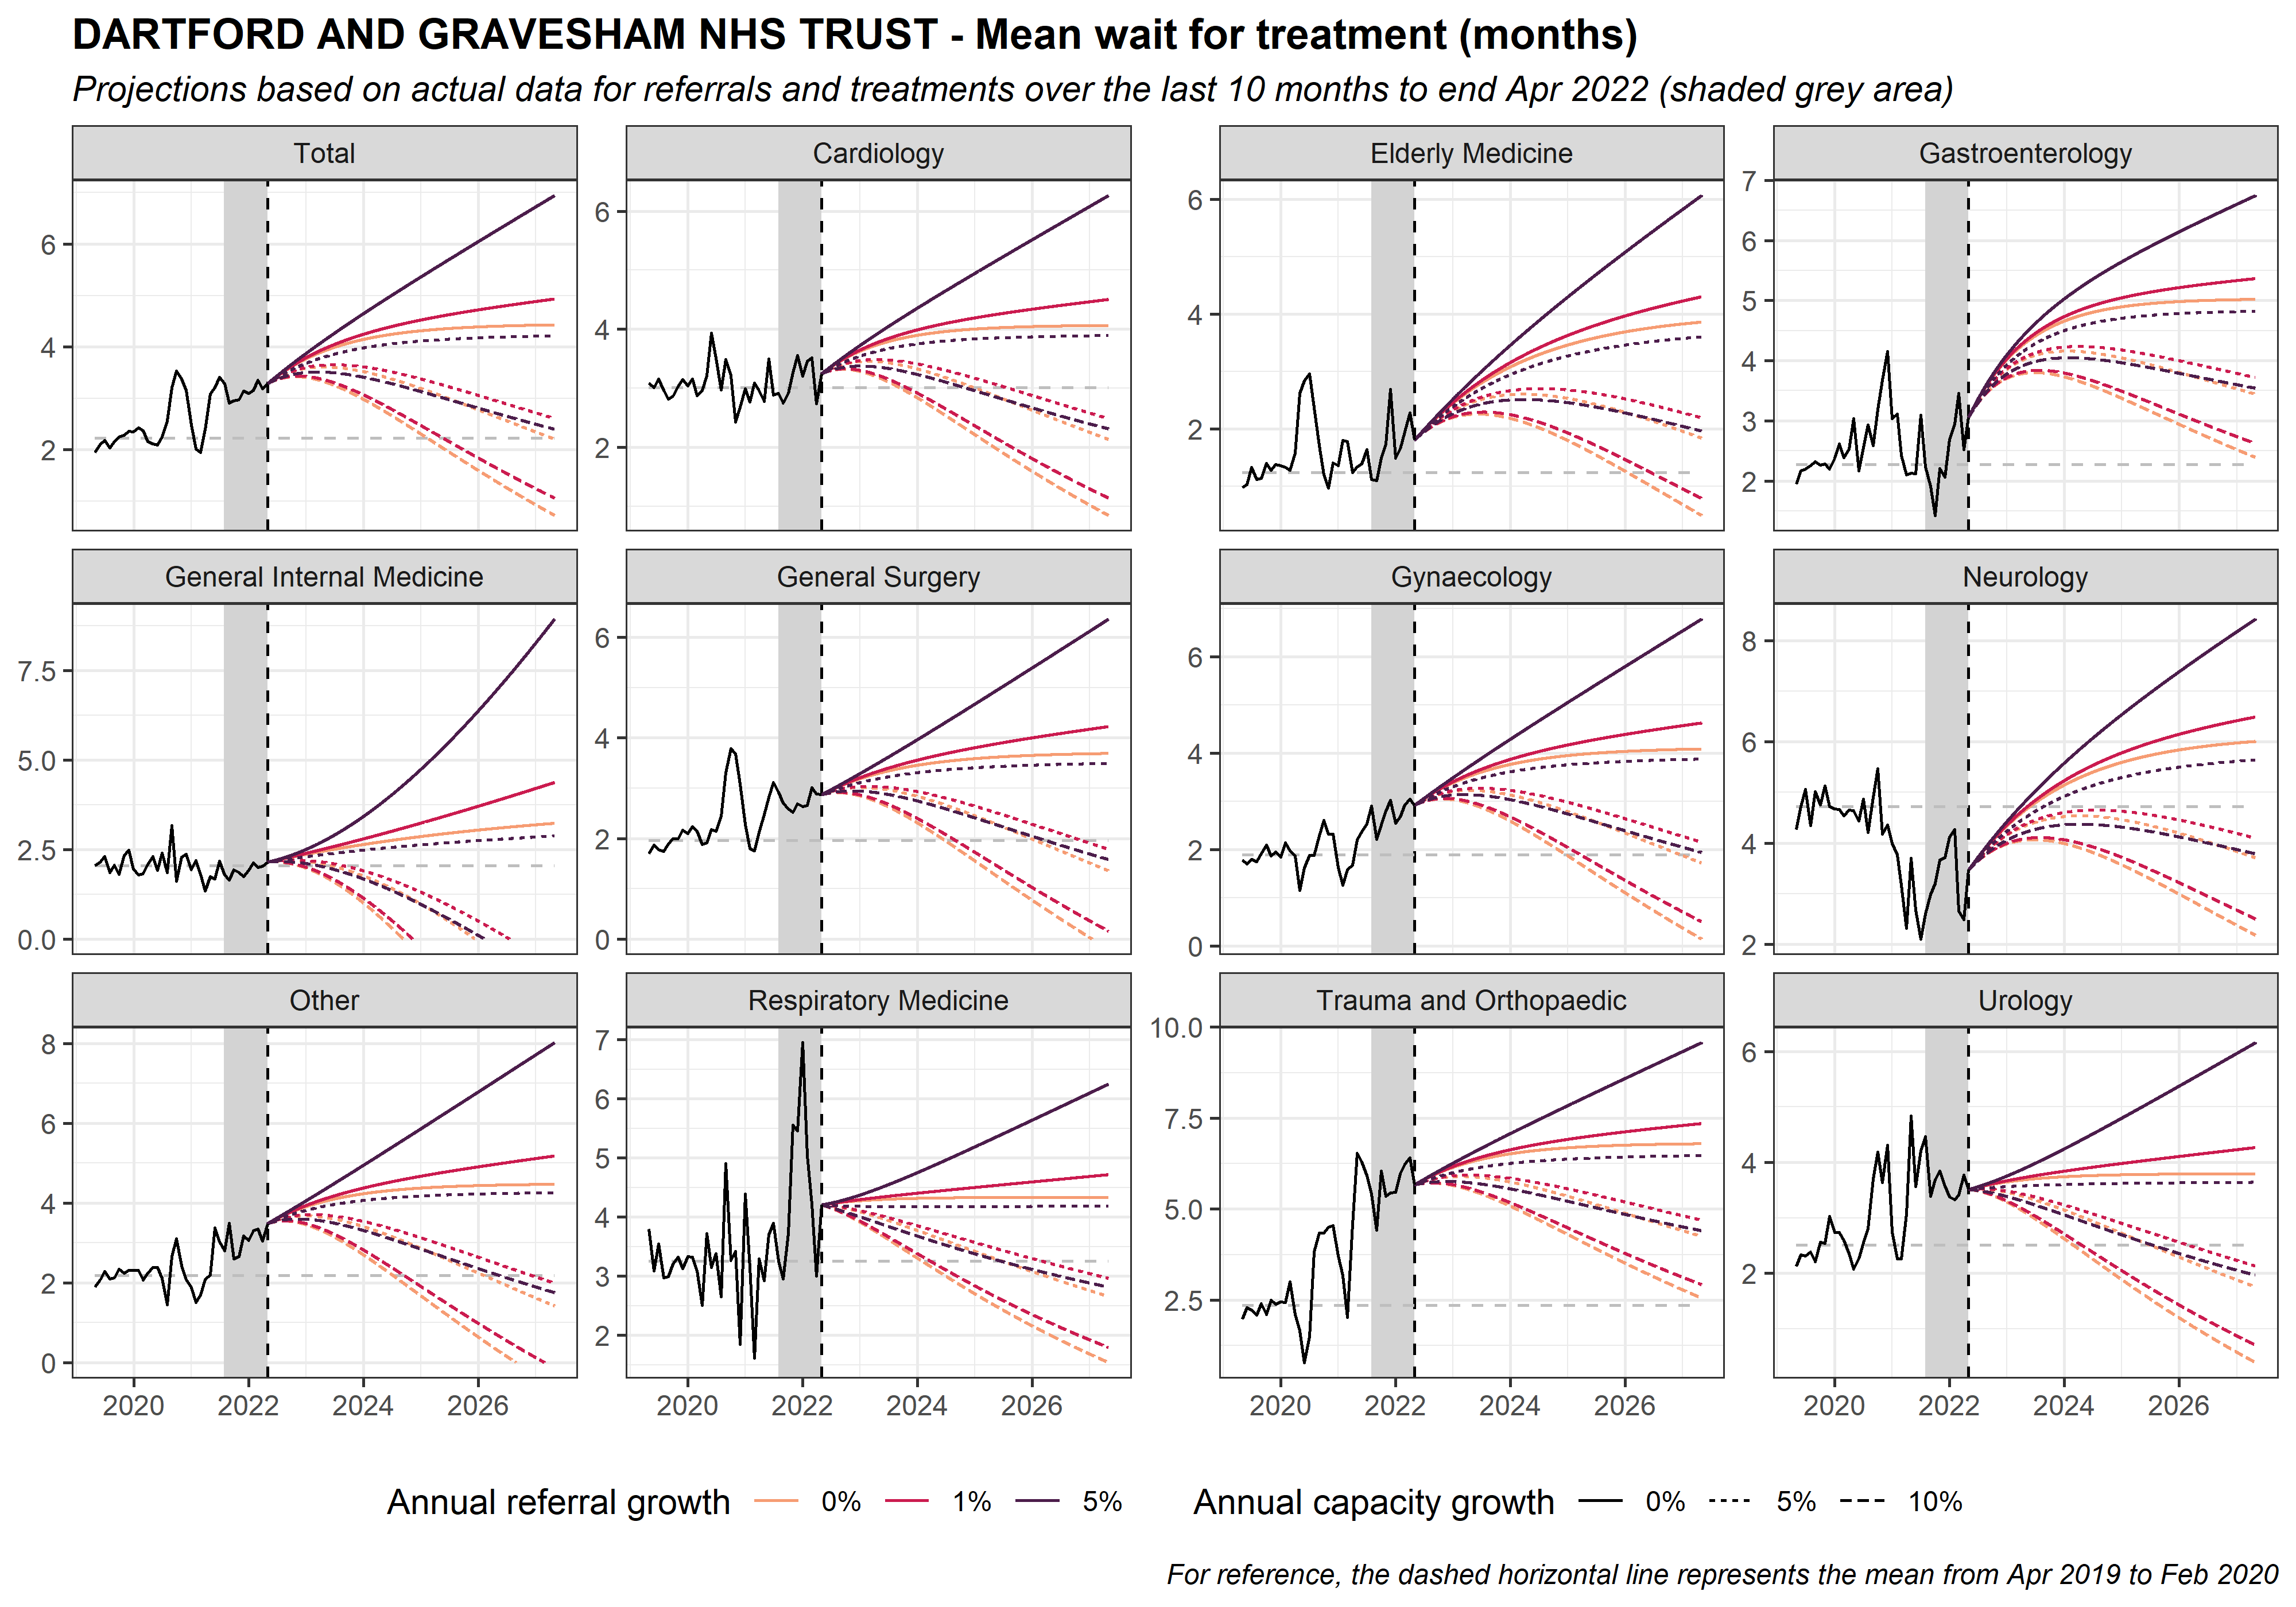 DARTFORD AND GRAVESHAM NHS TRUST - Mean wait for treatment (months)
Projections based on actual data for referrals and treatments over the last 10 months to end Apr 2022 (shaded grey area)
Total
Cardiology
Elderly Medicine
Gastroenterology
6
4
2
6
4
2
6
4
2
7
6
5
4
3
2
General Internal Medicine
General Surgery
Gynaecology
Neurology
7.5
5.0
2.5
0.0
6
4
2
0
6
4
2
0
8
6
4
2
Other
Respiratory Medicine
Trauma and Orthopaedic
Urology
8
6
4
2
0
7
6
5
4
3
2
10.0
7.5
5.0
2.5
6
4
2
2020 2022 2024 2026
2020 2022 2024 2026
2020 2022 2024 2026
2020 2022 2024 2026
Annual referral growth 0% 1% 5%
Annual capacity growth 0% 5% 10%
For reference, the dashed horizontal line represents the mean from Apr 2019 to Feb 2020